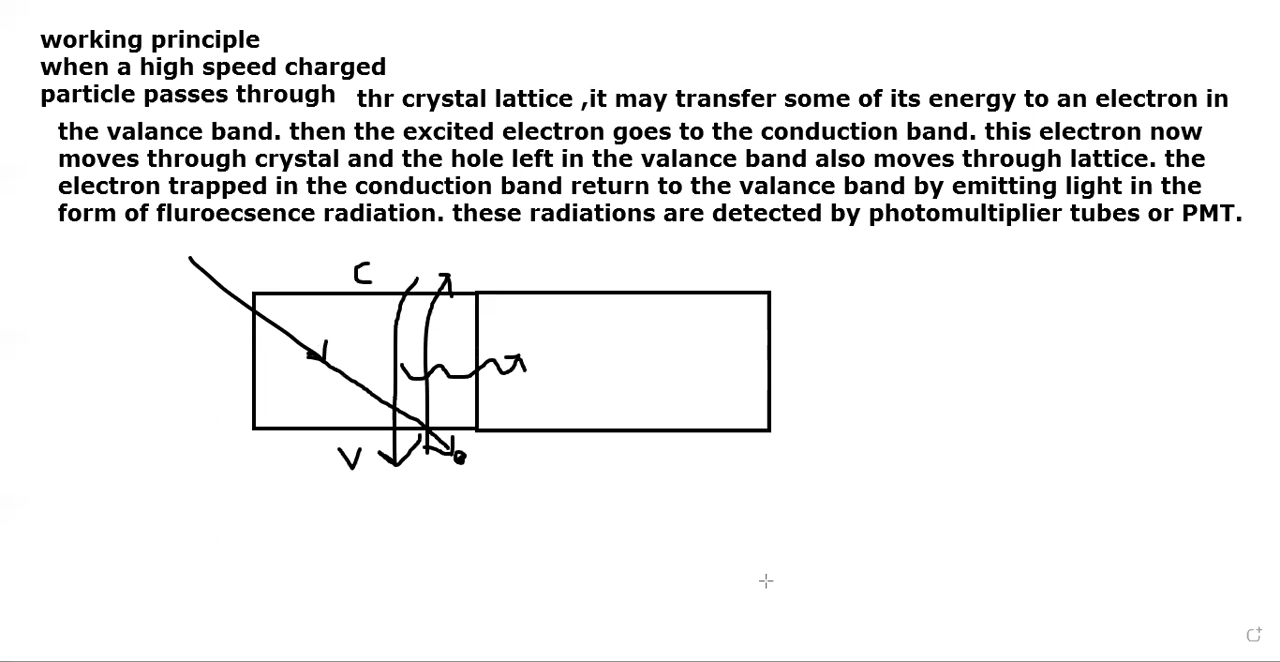 working principle
when a high speed charged
particle passes through thr crystal lattice ,it may transfer some of its energy to an electron in
the valance band. then the excited electron goes to the conduction band. this electron now
moves through crystal and the hole left in the valance band also moves through lattice. the
electron trapped in the conduction band return to the valance band by emitting light in the
form of fluroecsence radiation. these radiations are detected by photomultiplier tubes or PMT.
C
V